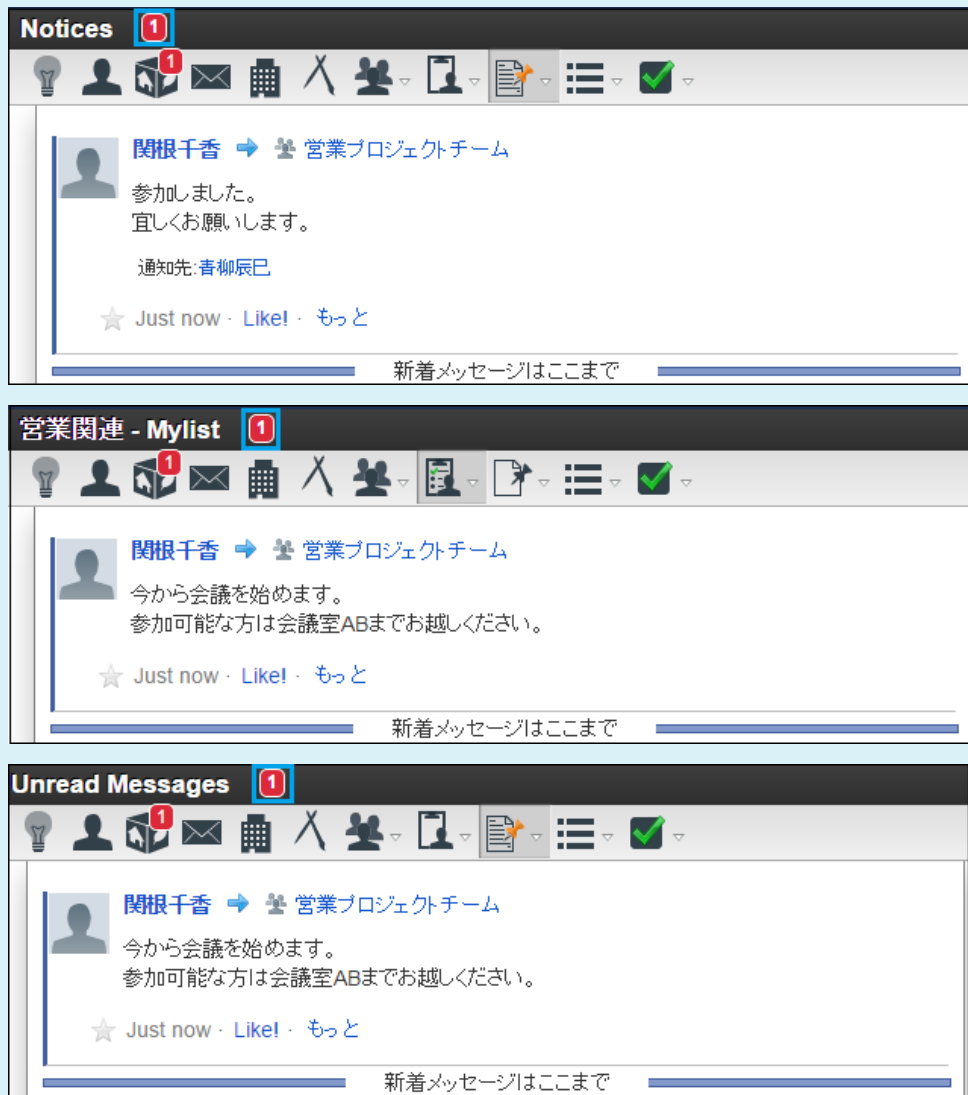 Notices 1
1
関根千香 営業プロジェクトチーム
参加しました。
宜しくお願いします。
通知先:青柳辰巳
Just now · Like! · もっと
新着メッセージはここまで
営業関連 - Mylist 1
1
関根千香 営業プロジェクトチーム
今から会議を始めます。
参加可能な方は会議室ABまでお越しください。
Just now · Like! · もっと
新着メッセージはここまで
Unread Messages 1
1
関根千香 営業プロジェクトチーム
今から会議を始めます。
参加可能な方は会議室ABまでお越しください。
Just now · Like! · もっと
新着メッセージはここまで